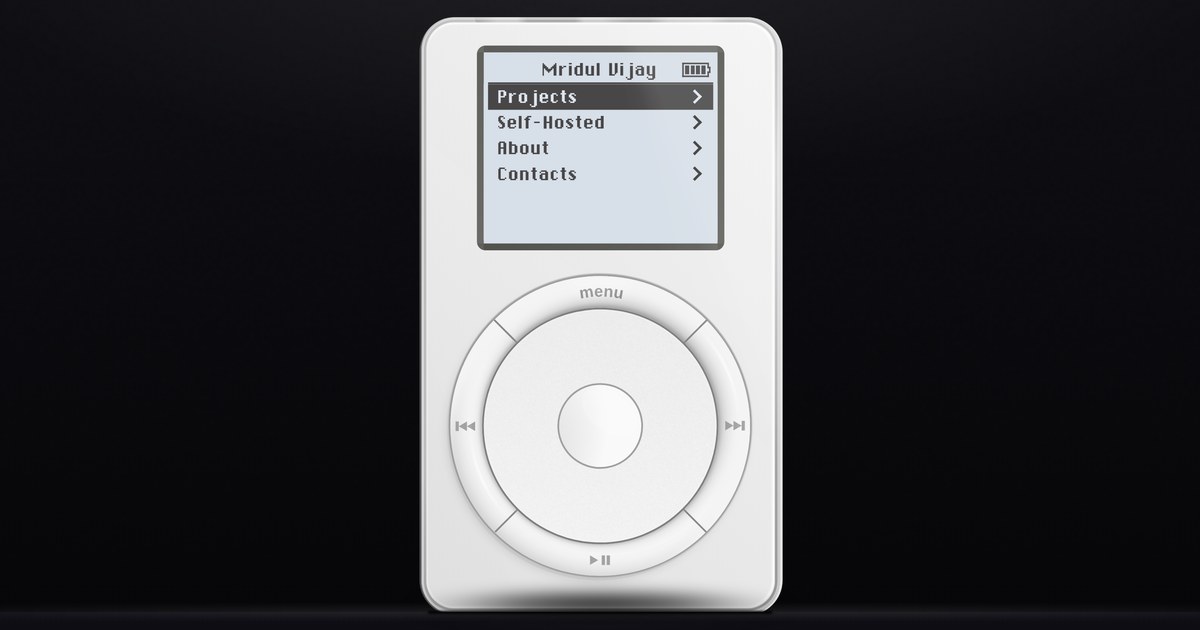 Mridul Vijay
Projects
Self-Hosted
About
Contacts
menu